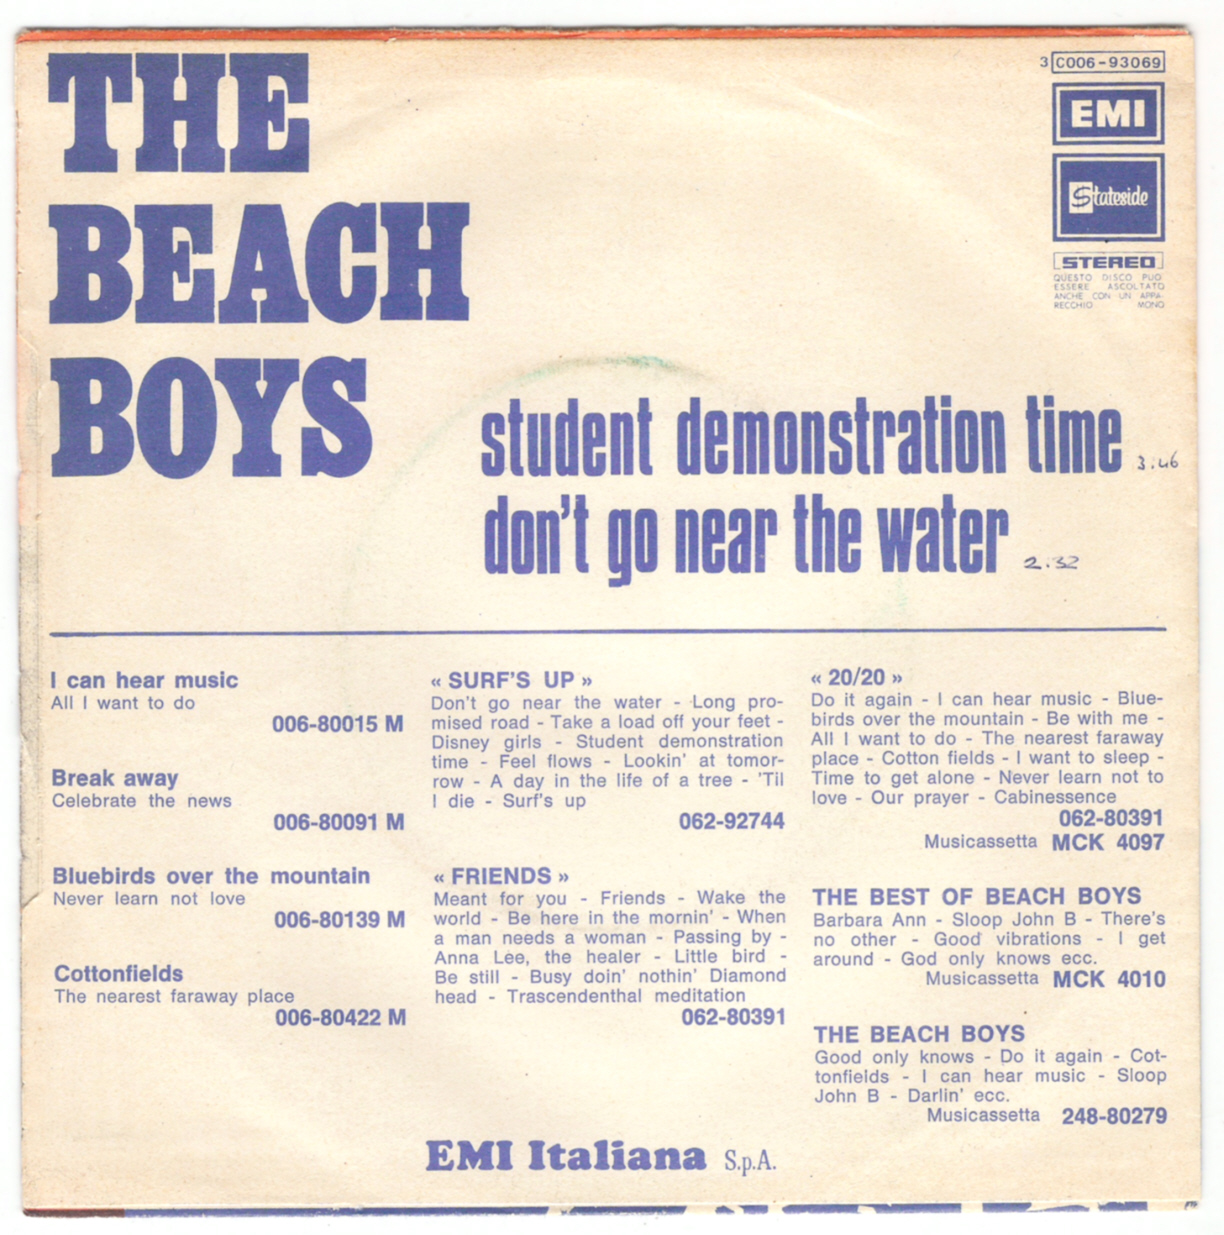 THE
BEACH
BOYS
3 C006-93069
EMI
Stateside
STEREO
QUESTO DISCO PUO'
ESSERE ASCOLTATO
ANCHE CON UN APPA-
RECCHIO MONO
student demonstration time 3.46
don't go near the water 2.32
I can hear music
All I want to do
006-80015 M
Break away
Celebrate the news
006-80091 M
Bluebirds over the mountain
Never learn not love
006-80139 M
Cottonfields
The nearest faraway place
006-80422 M
« SURF'S UP »
Don't go near the water - Long pro-
mised road - Take a load off your feet -
Disney girls - Student demonstration
time - Feel flows - Lookin' at tomor-
row - A day in the life of a tree - 'Til
I die - Surf's up
062-92744
« FRIENDS »
Meant for you - Friends - Wake the
world - Be here in the mornin' - When
a man needs a woman - Passing by -
Anna Lee, the healer - Little bird -
Be still - Busy doin' nothin' Diamond
head - Trascendenthal meditation
062-80391
« 20/20 »
Do it again - I can hear music - Blue-
birds over the mountain - Be with me -
All I want to do - The nearest faraway
place - Cotton fields - I want to sleep -
Time to get alone - Never learn not to
love - Our prayer - Cabinessence
062-80391
Musicassetta MCK 4097
THE BEST OF BEACH BOYS
Barbara Ann - Sloop John B - There's
no other - Good vibrations - I get
around - God only knows ecc.
Musicassetta MCK 4010
THE BEACH BOYS
Good only knows - Do it again - Cot-
tonfields - I can hear music - Sloop
John B - Darlin' ecc.
Musicassetta 248-80279
EMI Italiana S.p.A.